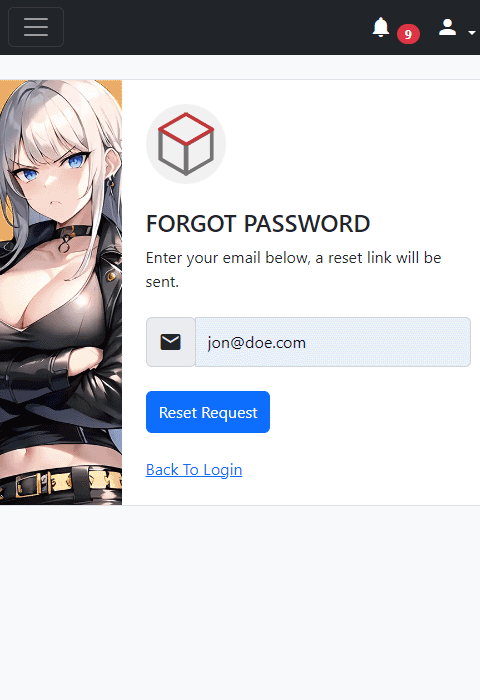 9
FORGOT PASSWORD
Enter your email below, a reset link will be
sent.
jon@doe.com
Reset Request
Back To Login